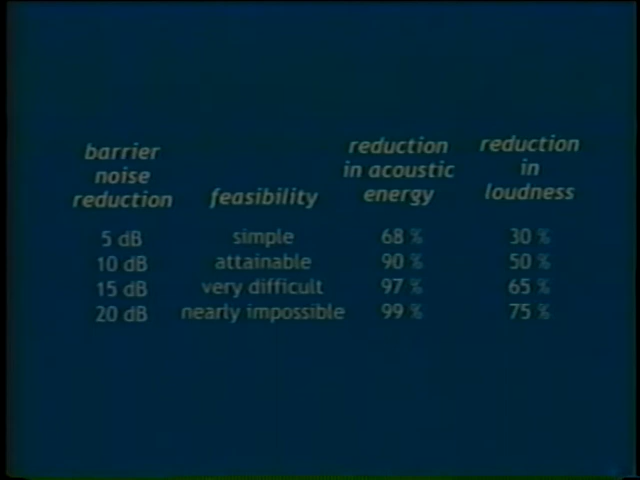 barrier noise reduction feasibility reduction in acoustic energy reduction in loudness
5 dB simple 68 % 30 %
10 dB attainable 90 % 50 %
15 dB very difficult 97 % 65 %
20 dB nearly impossible 99 % 75 %